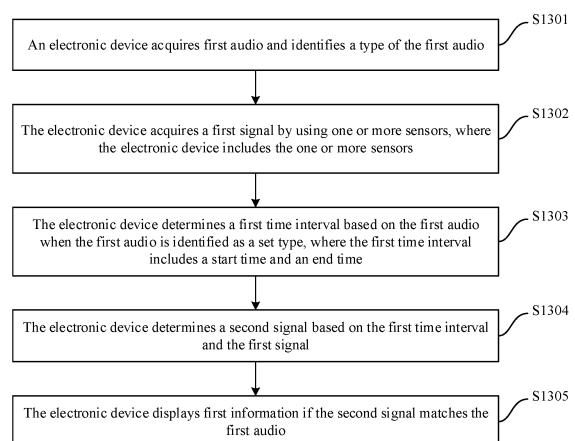 S1301
An electronic device acquires first audio and identifies a type of the first audio
S1302
The electronic device acquires a first signal by using one or more sensors, where
the electronic device includes the one or more sensors
S1303
The electronic device determines a first time interval based on the first audio
when the first audio is identified as a set type, where the first time interval
includes a start time and an end time
S1304
The electronic device determines a second signal based on the first time interval
and the first signal
S1305
The electronic device displays first information if the second signal matches the
first audio